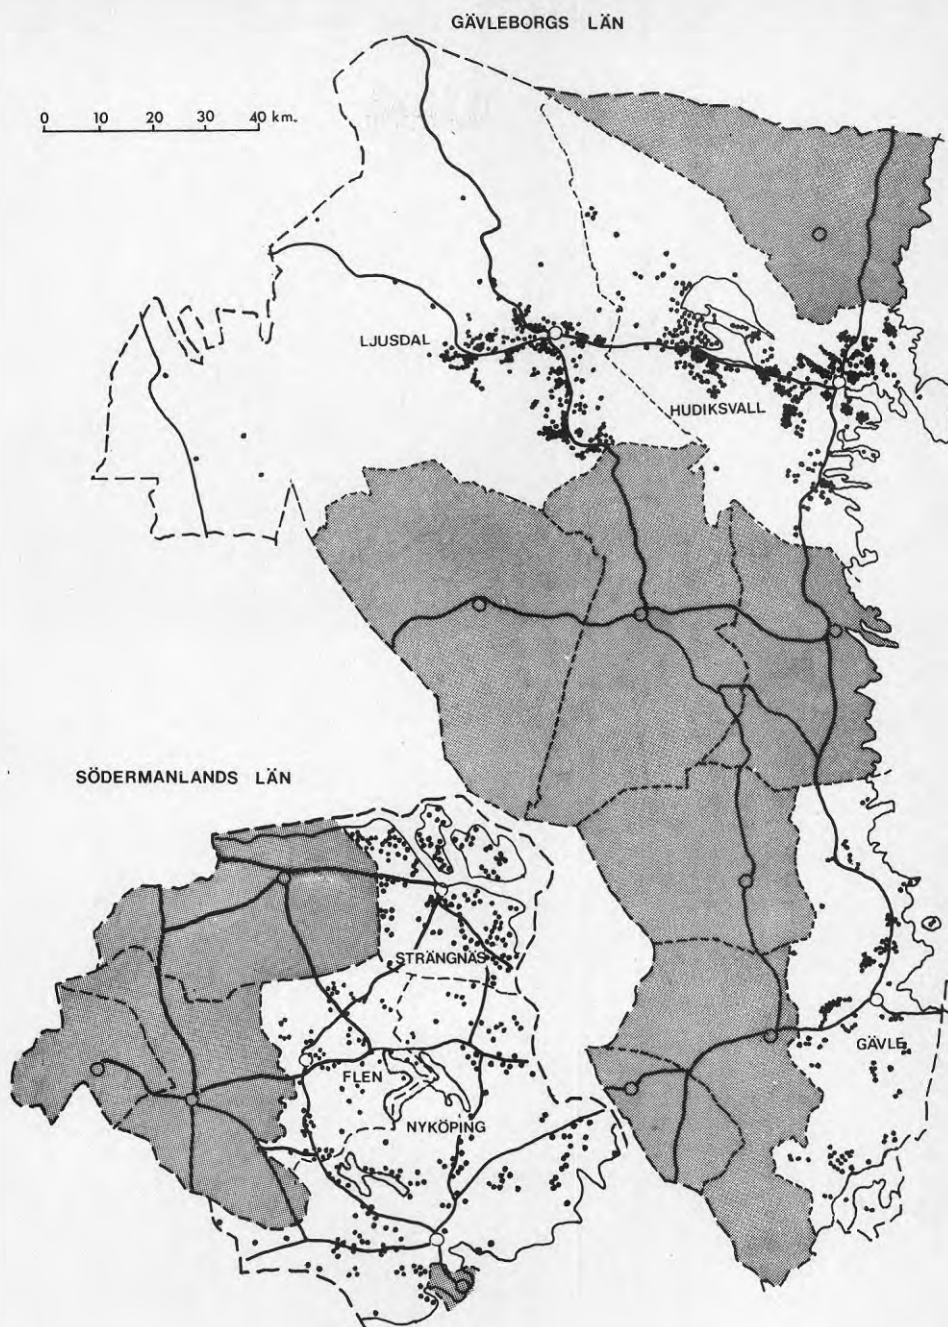 GÄVLEBORGS LÄN
0 10 20 30 40 km.
LJUSDAL
HUDIKSVALL
SÖDERMANLANDS LÄN
STRÄNGNÄS
GÄVLE
FLEN
NYKÖPING